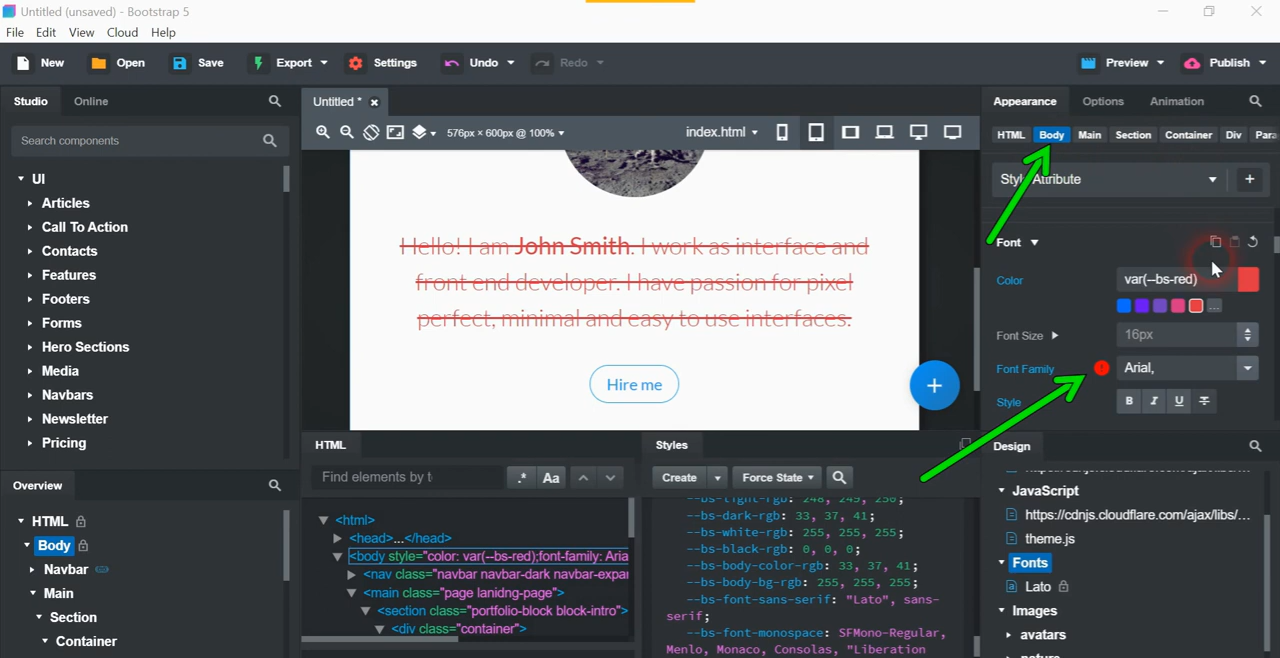 Untitled (unsaved) - Bootstrap 5
File Edit View Cloud Help
New Open Save Export Settings Undo Redo Preview Publish
Studio Online
Search components
UI
Articles
Call To Action
Contacts
Features
Footers
Forms
Hero Sections
Media
Navbars
Newsletter
Pricing
Overview
HTML
Body
Navbar
Main
Section
Container
Untitled *
576px × 600px @ 100%
index.html
Hello! I am John Smith. I work as interface and
front end developer. I have passion for pixel
perfect, minimal and easy to use interfaces.
Hire me
+
HTML
Find elements by t
.* Aa
<html>
<head>...</head>
<body style="color: var(--bs-red);font-family: Aria
<nav class="navbar navbar-dark navbar-expan
<main class="page lanidng-page">
<section class="portfolio-block block-intro">
<div class="container">
Styles
Create Force State
--bs-light-rgb: 248, 249, 250;
--bs-dark-rgb: 33, 37, 41;
--bs-white-rgb: 255, 255, 255;
--bs-black-rgb: 0, 0, 0;
--bs-body-color-rgb: 33, 37, 41;
--bs-body-bg-rgb: 255, 255, 255;
--bs-font-sans-serif: "Lato", sans-
serif;
--bs-font-monospace: SFMono-Regular,
Menlo, Monaco, Consolas, "Liberation
Appearance Options Animation
HTML Body Main Section Container Div Para
Style Attribute
+
Font
Color var(--bs-red)
...
Font Size 16px
Font Family ! Arial,
Style B I U S
Design
JavaScript
https://cdnjs.cloudflare.com/ajax/libs/...
theme.js
Fonts
Lato
Images
avatars